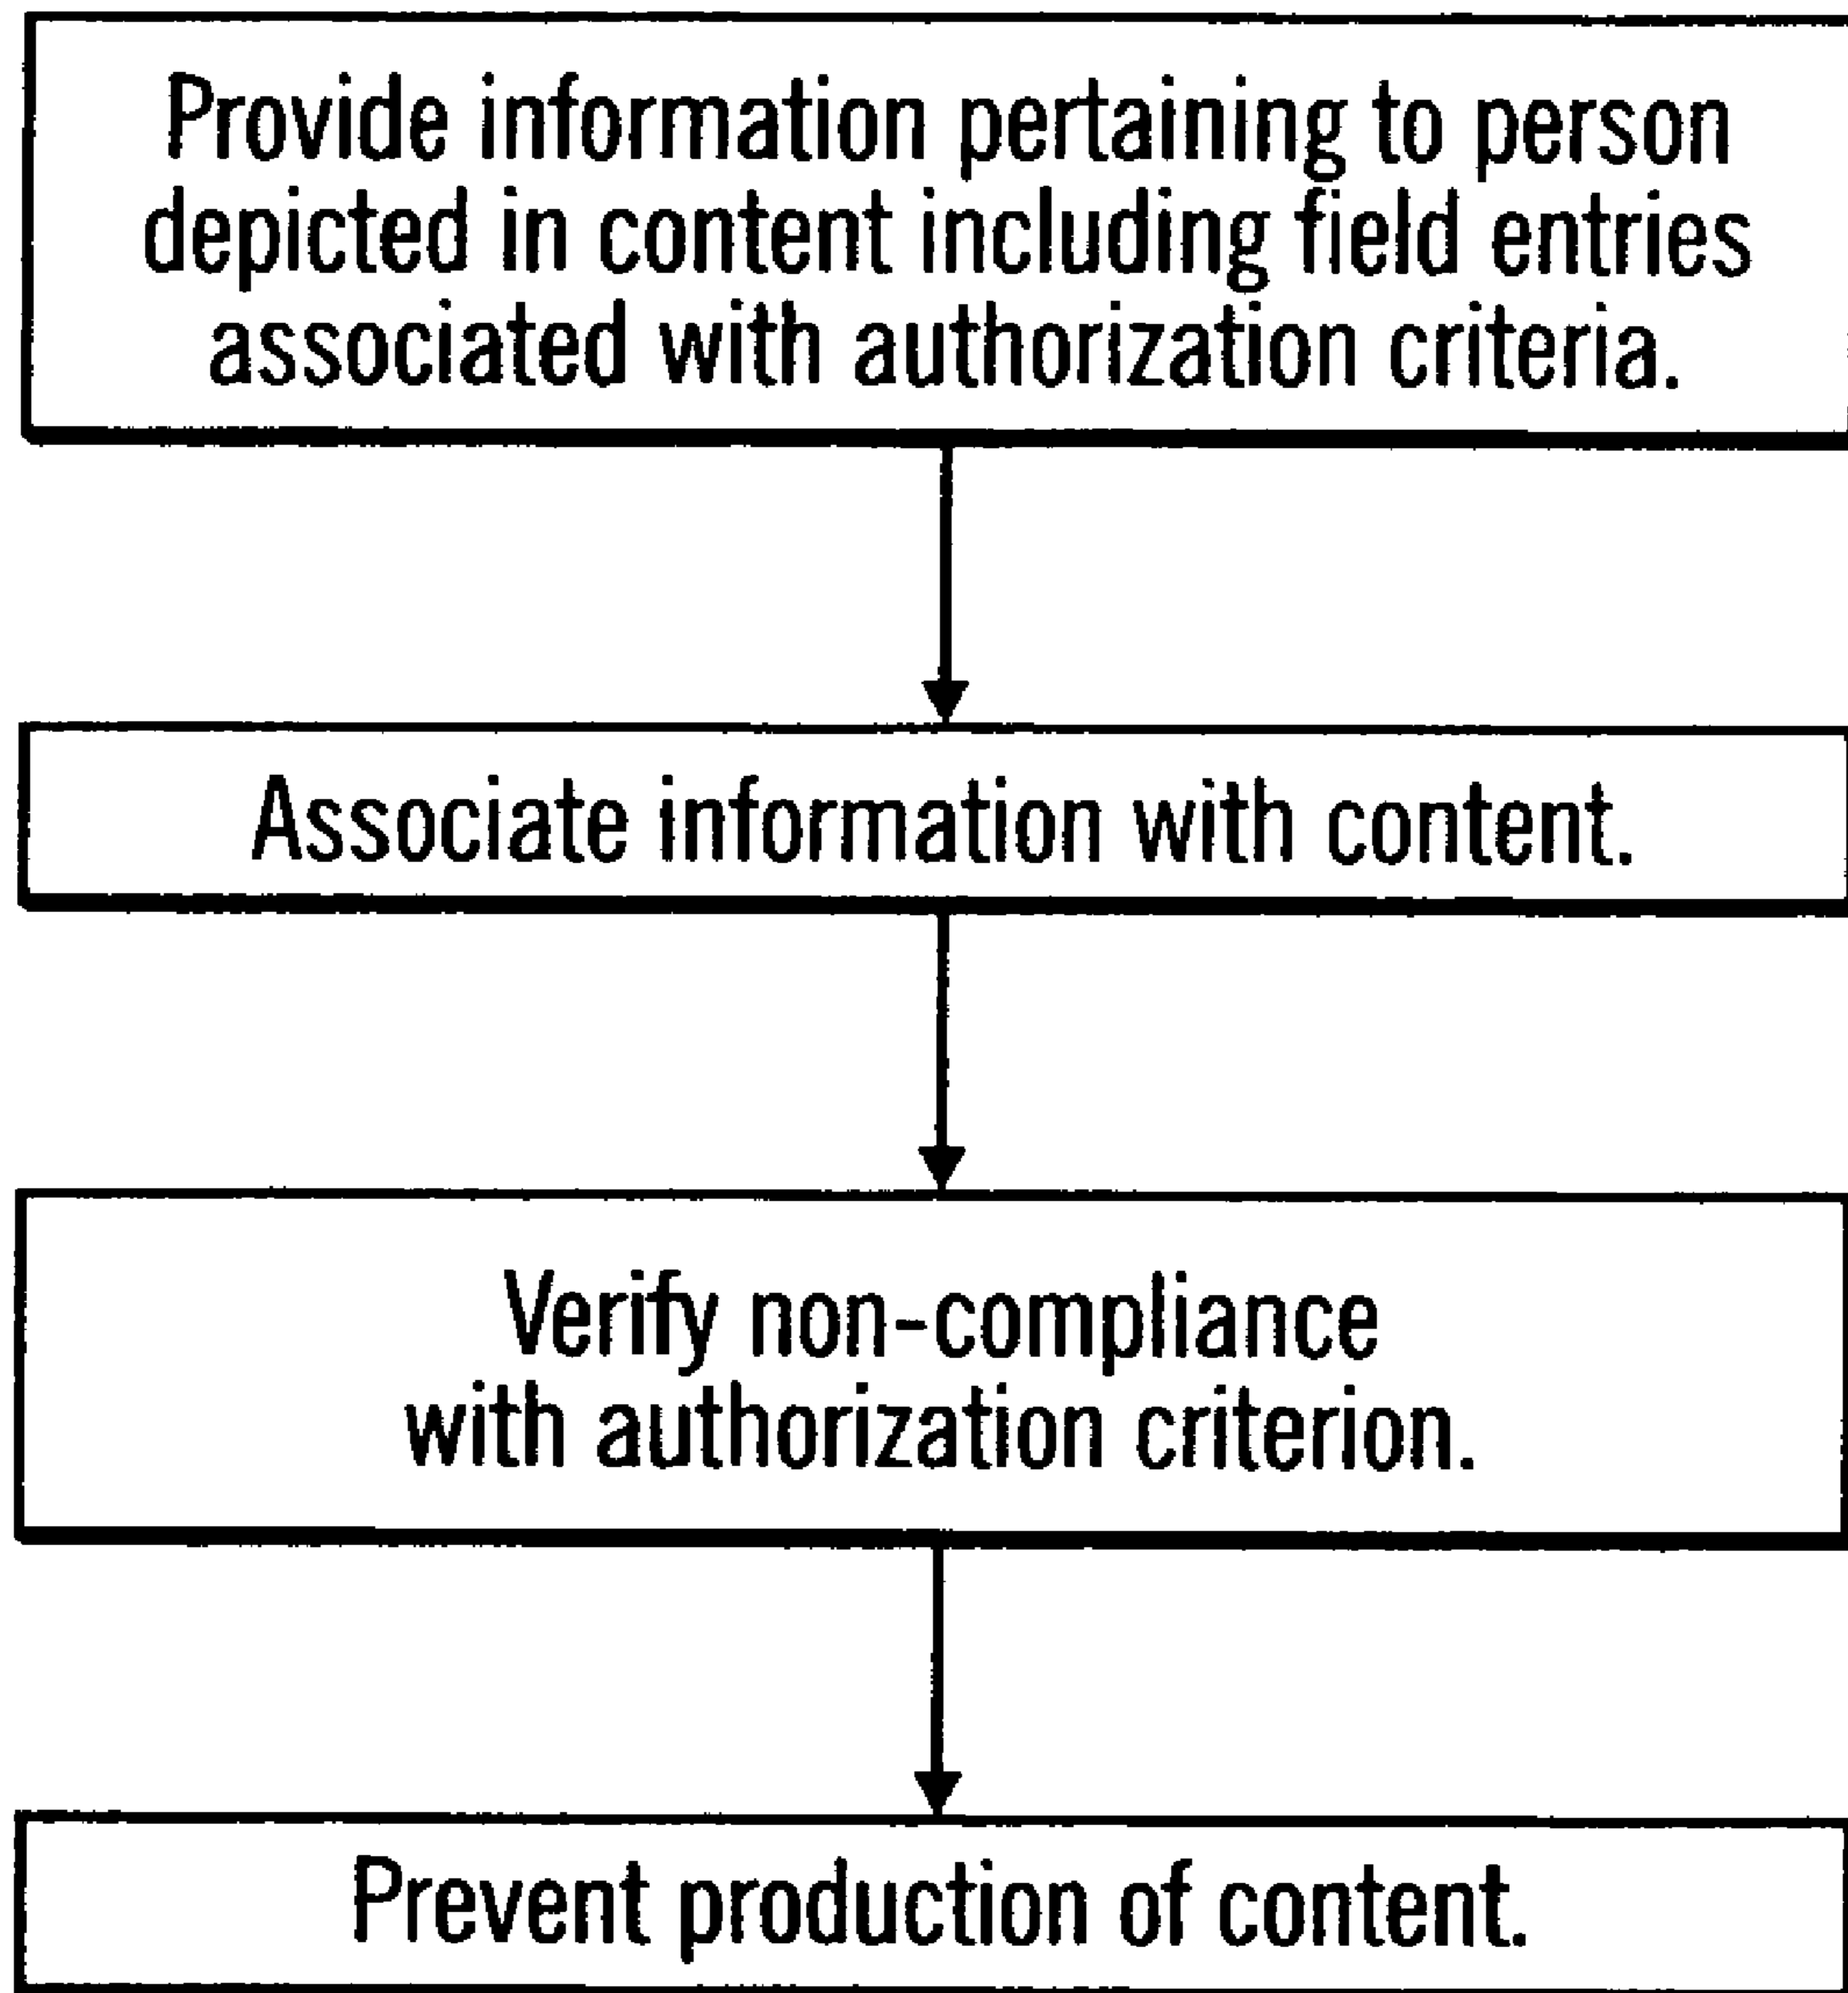 Provide information pertaining to person
depicted in content including field entries
associated with authorization criteria.
Associate information with content.
Verify non-compliance
with authorization criterion.
Prevent production of content.